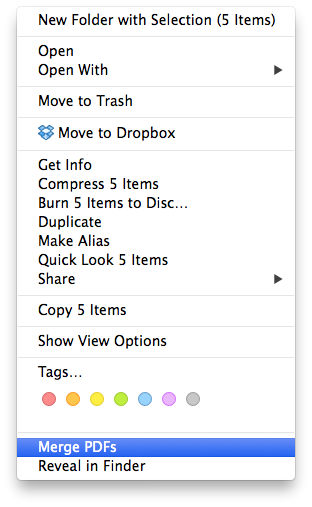 New Folder with Selection (5 Items)
Open
Open With
Move to Trash
Move to Dropbox
Get Info
Compress 5 Items
Burn 5 Items to Disc…
Duplicate
Make Alias
Quick Look 5 Items
Share
Copy 5 Items
Show View Options
Tags…
Merge PDFs
Reveal in Finder